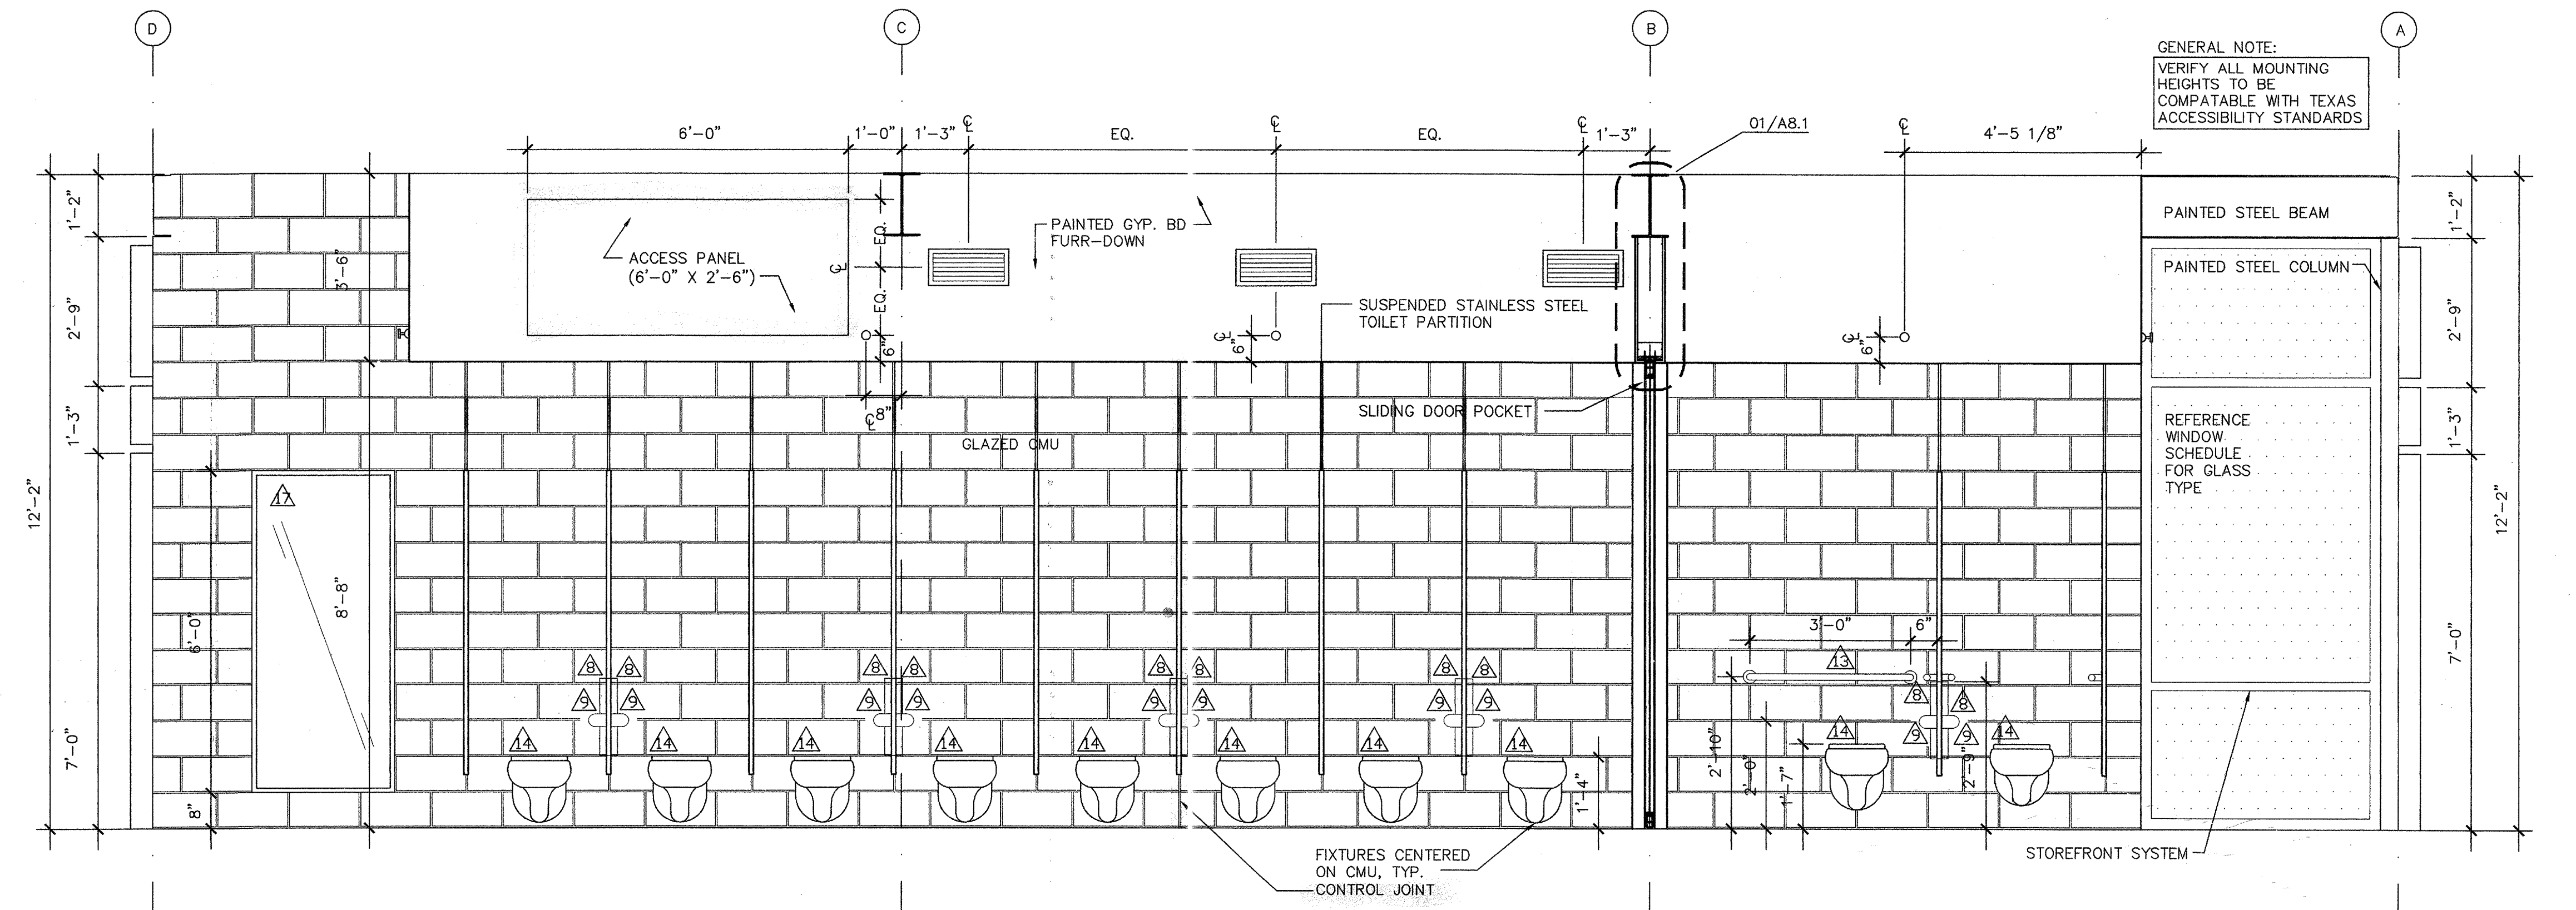 D
C
B
A
GENERAL NOTE:
VERIFY ALL MOUNTING
HEIGHTS TO BE
COMPATABLE WITH TEXAS
ACCESSIBILITY STANDARDS
6'-0"
1'-0"
1'-3"
℄
EQ.
℄
EQ.
℄
1'-3"
01/A8.1
℄
4'-5 1/8"
1'-2"
2'-9"
1'-3"
12'-2"
7'-0"
3'-6"
8'-8"
6'-0"
8"
17
ACCESS PANEL
(6'-0" X 2'-6")
EQ.
℄
EQ.
6"
℄ 8"
PAINTED GYP. BD
FURR-DOWN
GLAZED CMU
SUSPENDED STAINLESS STEEL
TOILET PARTITION
℄
6"
SLIDING DOOR POCKET
℄
6"
PAINTED STEEL BEAM
PAINTED STEEL COLUMN
REFERENCE
WINDOW
SCHEDULE
FOR GLASS
TYPE
1'-2"
2'-9"
1'-3"
12'-2"
7'-0"
8 8 8 8 8 8 8 8
9 9 9 9 9 9 9 9
14 14 14 14 14 14 14 14
1'-4"
3'-0"
6"
13
8 8
9 9
14 14
2'-10"
2'-0"
1'-7"
2'-9"
FIXTURES CENTERED
ON CMU, TYP.
CONTROL JOINT
STOREFRONT SYSTEM